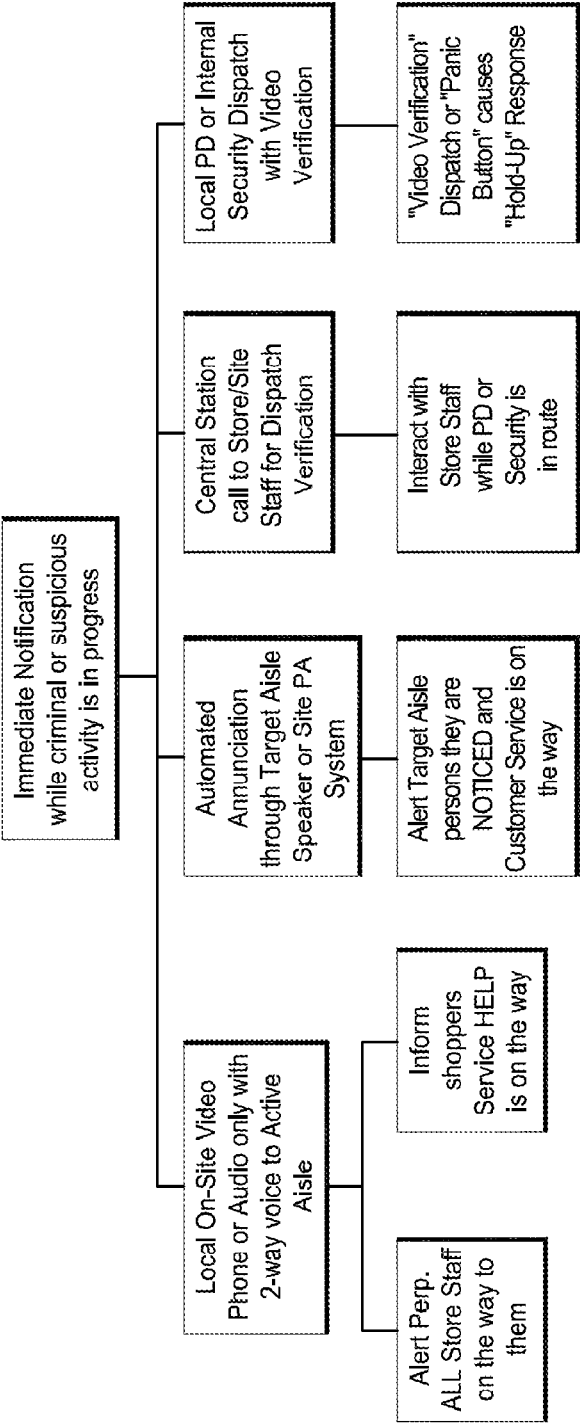 Immediate Notification
while criminal or suspicious
activity is in progress
Local On-Site Video
Phone or Audio only with
2-way voice to Active
Aisle
Automated
Annunciation
through Target Aisle
Speaker or Site PA
System
Central Station
call to Store/Site
Staff for Dispatch
Verification
Local PD or Internal
Security Dispatch
with Video
Verification
Alert Perp.
ALL Store Staff
on the way to
them
Inform
shoppers
Service HELP
is on the way
Alert Target Aisle
persons they are
NOTICED and
Customer Service is on
the way
Interact with
Store Staff
while PD or
Security is
in route
"Video Verification"
Dispatch or "Panic
Button" causes
"Hold-Up" Response